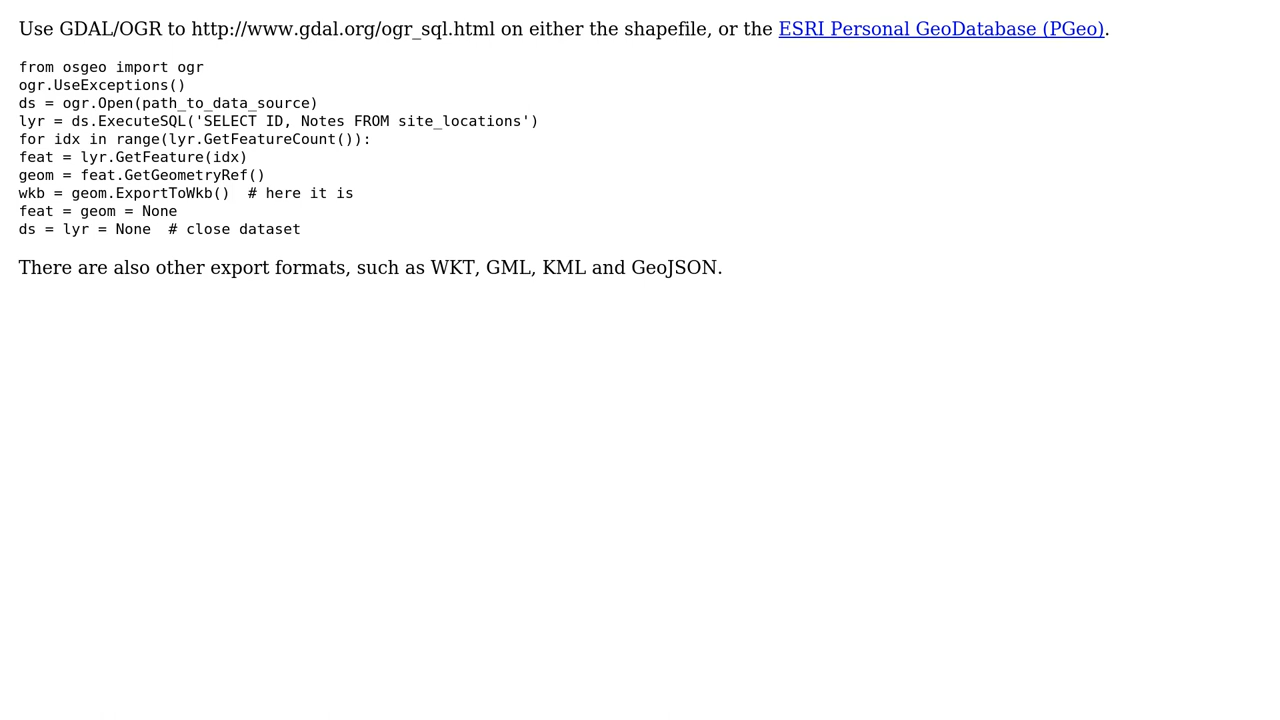 Use GDAL/OGR to http://www.gdal.org/ogr_sql.html on either the shapefile, or the ESRI Personal GeoDatabase (PGeo).
from osgeo import ogr
ogr.UseExceptions()
ds = ogr.Open(path_to_data_source)
lyr = ds.ExecuteSQL('SELECT ID, Notes FROM site_locations')
for idx in range(lyr.GetFeatureCount()):
feat = lyr.GetFeature(idx)
geom = feat.GetGeometryRef()
wkb = geom.ExportToWkb()  # here it is
feat = geom = None
ds = lyr = None  # close dataset
There are also other export formats, such as WKT, GML, KML and GeoJSON.